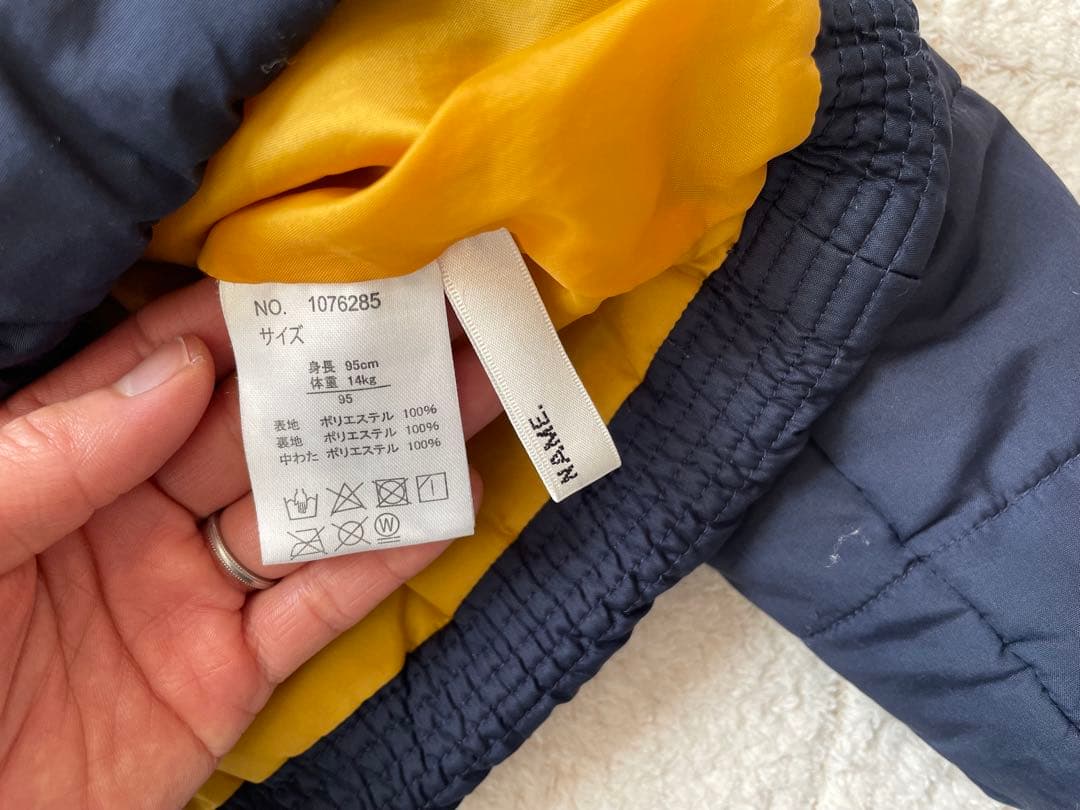 NO. 1076285
サイズ
身長 95cm
体重 14kg
95
表地 ポリエステル 100%
裏地 ポリエステル 100%
中わた ポリエステル 100%
W
NAME.